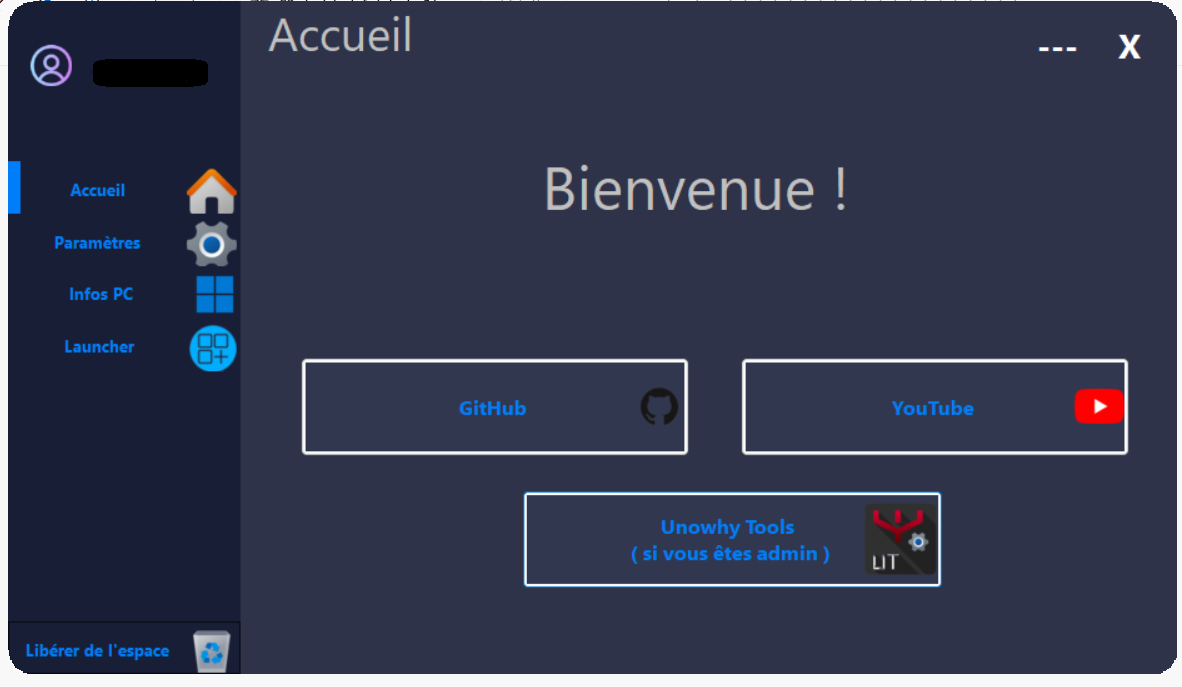 Accueil
--- X
Bienvenue !
Accueil
Paramètres
Infos PC
Launcher
GitHub
YouTube
Unowhy Tools
( si vous êtes admin )
LIT
Libérer de l'espace